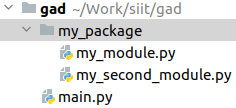 gad ~/Work/siit/gad
my_package
my_module.py
my_second_module.py
main.py